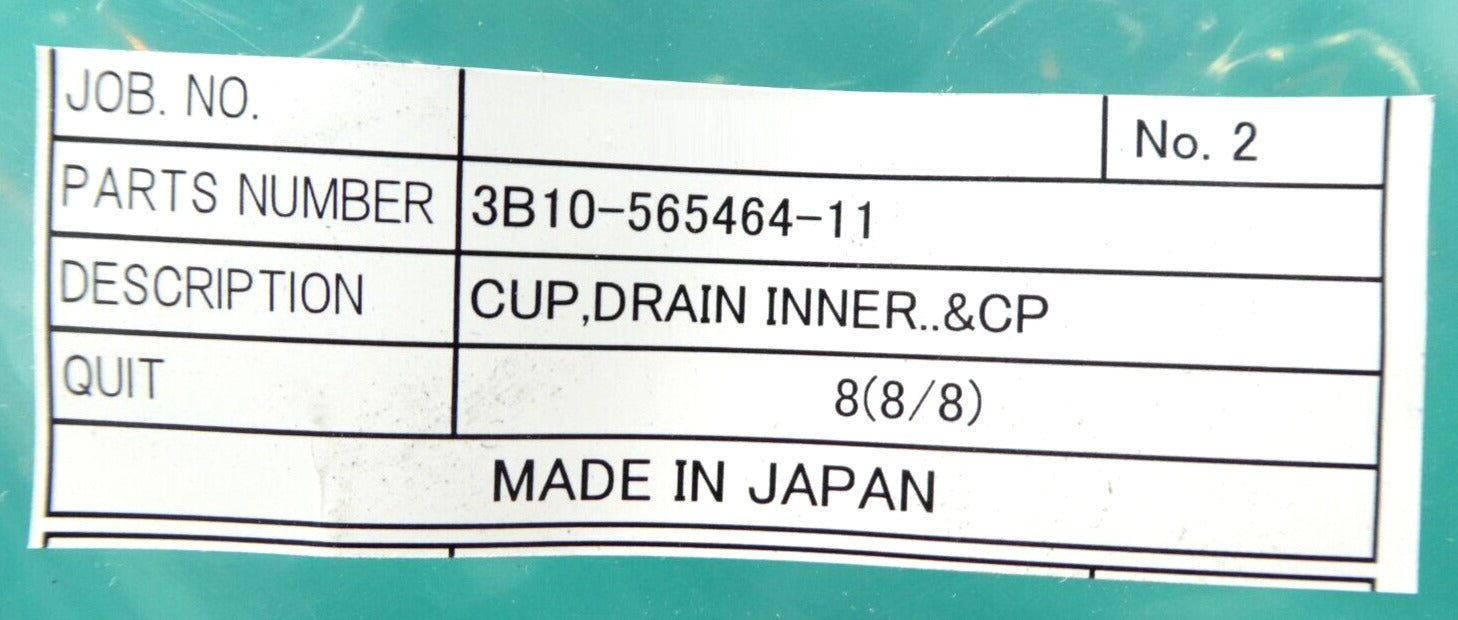 JOB. NO. No. 2
PARTS NUMBER 3B10-565464-11
DESCRIPTION CUP,DRAIN INNER..&CP
QUIT 8(8/8)
MADE IN JAPAN